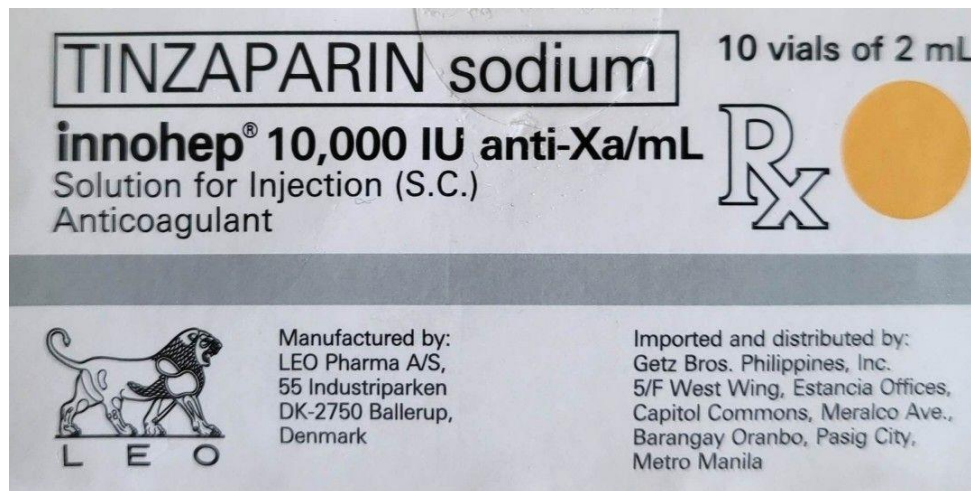 TINZAPARIN sodium
10 vials of 2 mL
innohep® 10,000 IU anti-Xa/mL
Rx
Solution for Injection (S.C.)
Anticoagulant
LEO
Manufactured by:
LEO Pharma A/S,
55 Industriparken
DK-2750 Ballerup,
Denmark
Imported and distributed by:
Getz Bros. Philippines, Inc.
5/F West Wing, Estancia Offices,
Capitol Commons, Meralco Ave.,
Barangay Oranbo, Pasig City,
Metro Manila